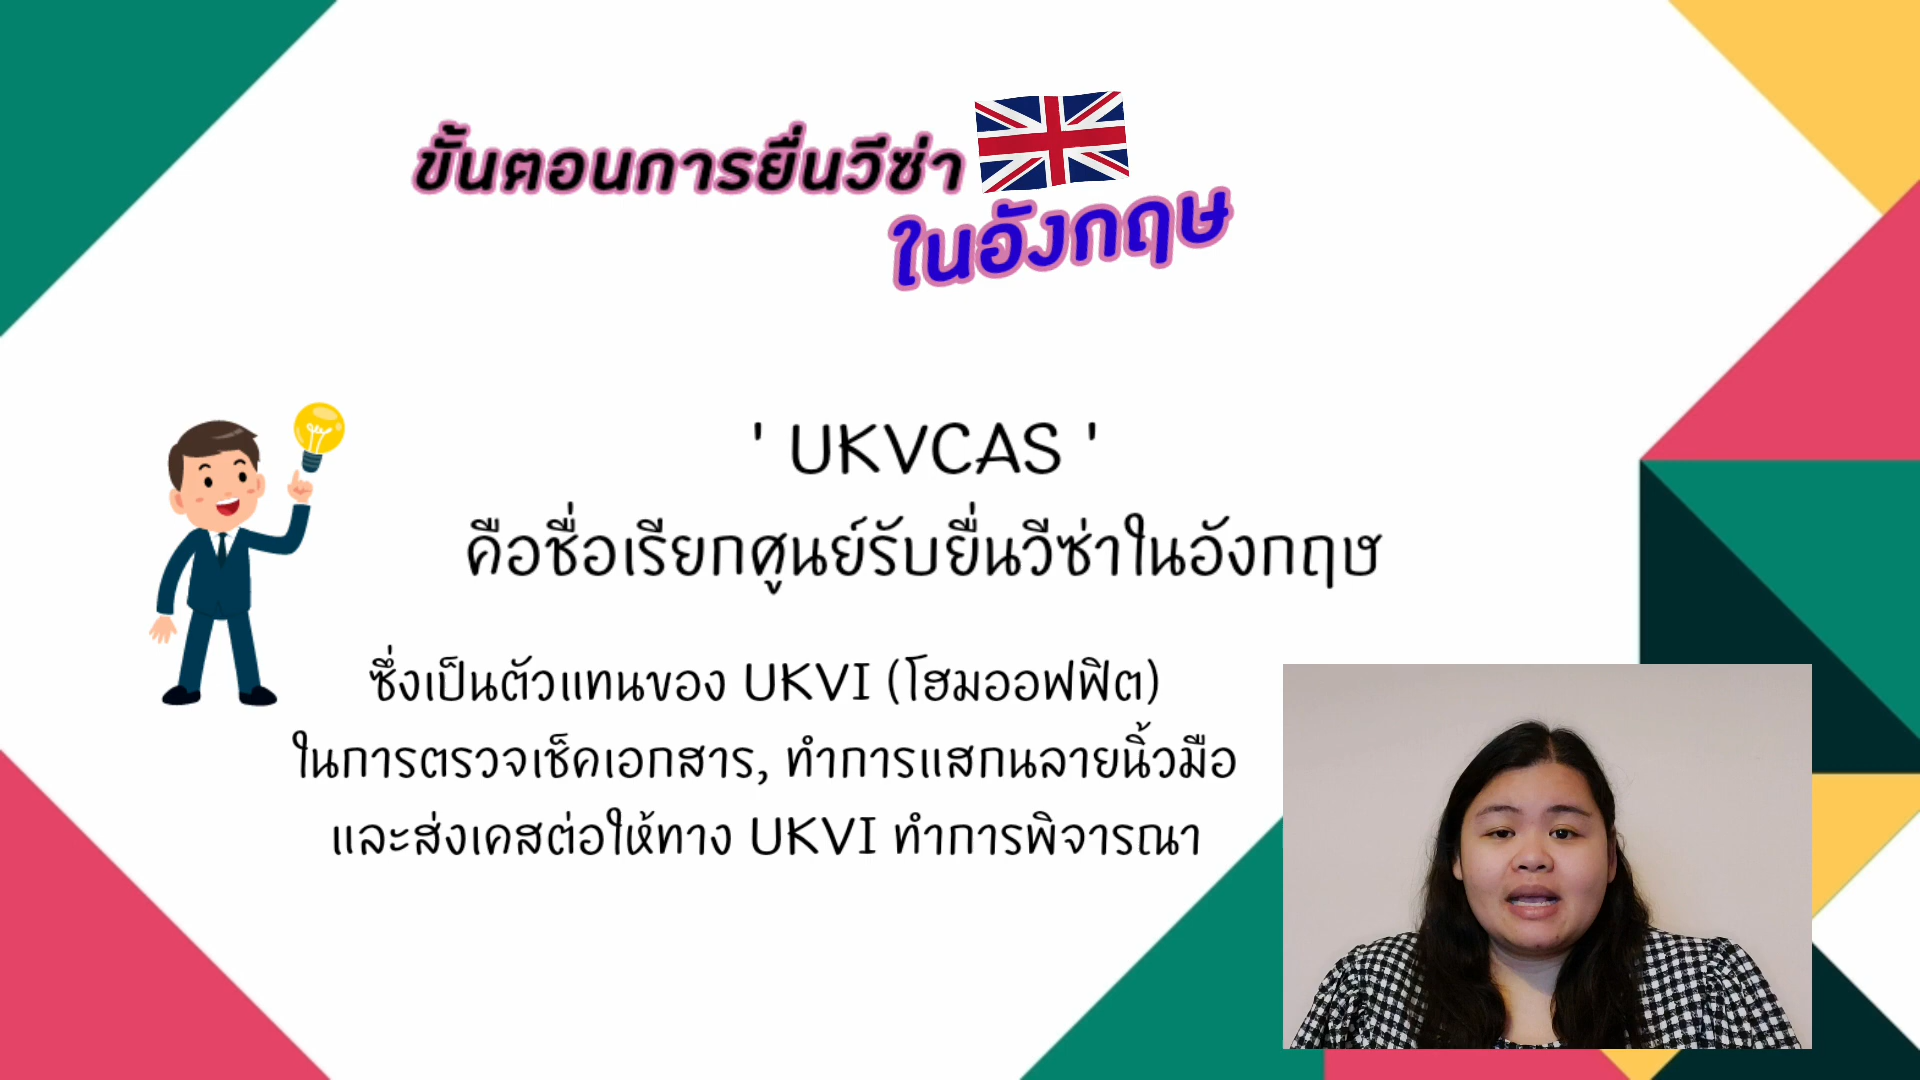 ขั้นตอนการยื่นวีซ่า
ในอังกฤษ
' UKVCAS '
คือชื่อเรียกศูนย์รับยื่นวีซ่าในอังกฤษ
ซึ่งเป็นตัวแทนของ UKVI (โฮมออฟฟิต)
ในการตรวจเช็คเอกสาร, ทำการแสกนลายนิ้วมือ
และส่งเคสต่อให้ทาง UKVI ทำการพิจารณา